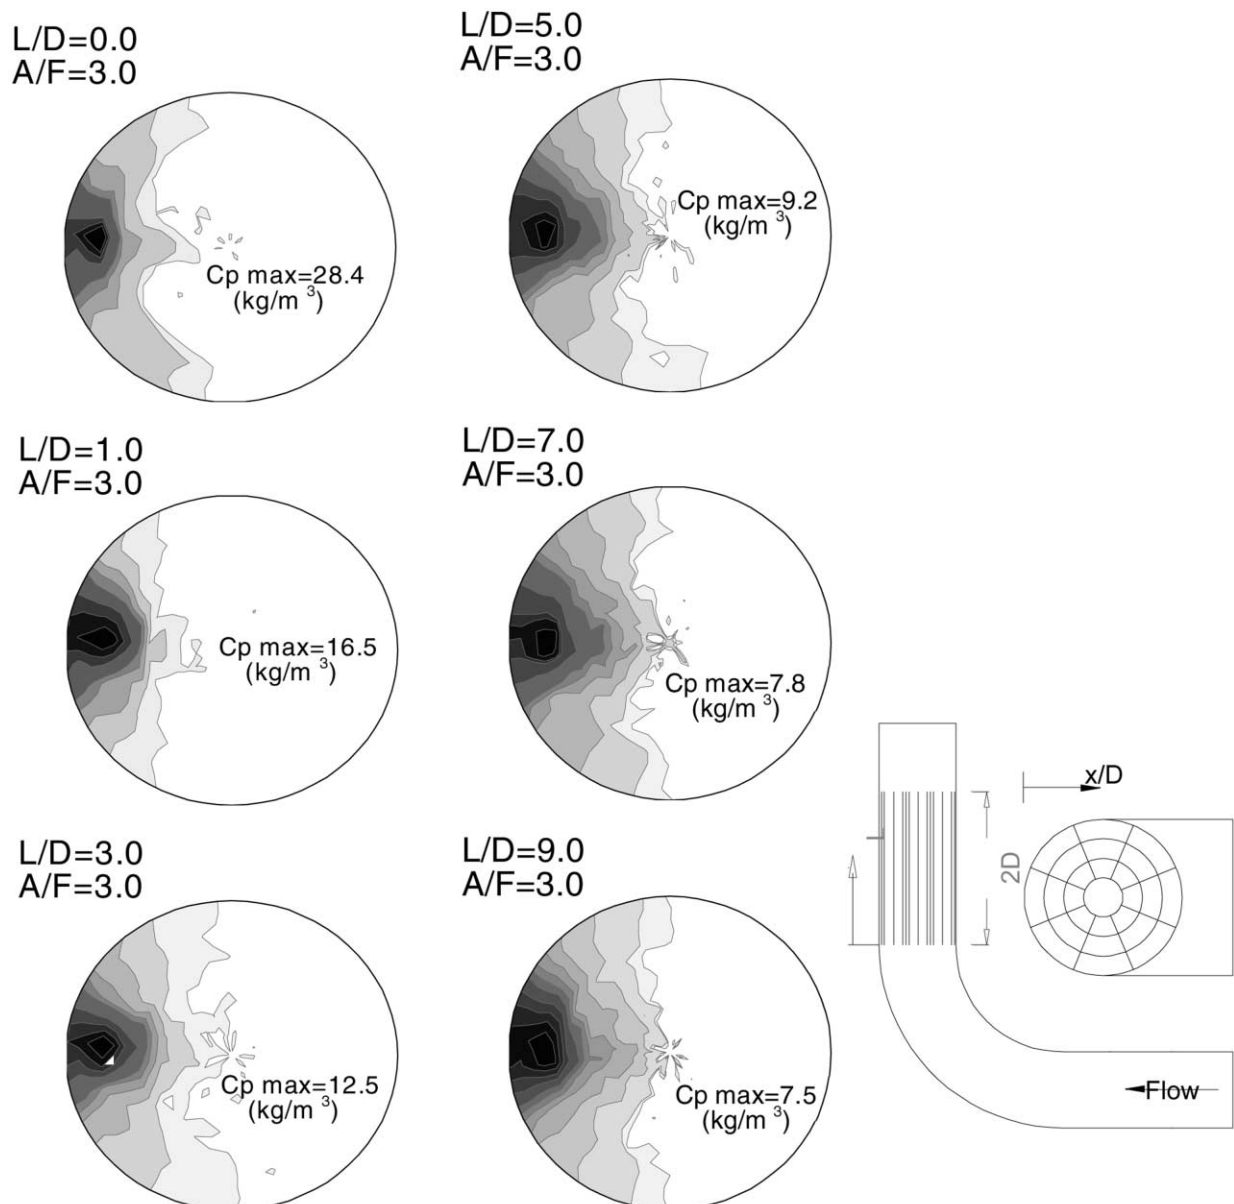 L/D=0.0
A/F=3.0
Cp max=28.4
(kg/m 3)
L/D=5.0
A/F=3.0
Cp max=9.2
(kg/m 3)
L/D=1.0
A/F=3.0
Cp max=16.5
(kg/m 3)
L/D=7.0
A/F=3.0
Cp max=7.8
(kg/m 3)
L/D=3.0
A/F=3.0
Cp max=12.5
(kg/m 3)
L/D=9.0
A/F=3.0
Cp max=7.5
(kg/m 3)
x/D
L
2D
Flow